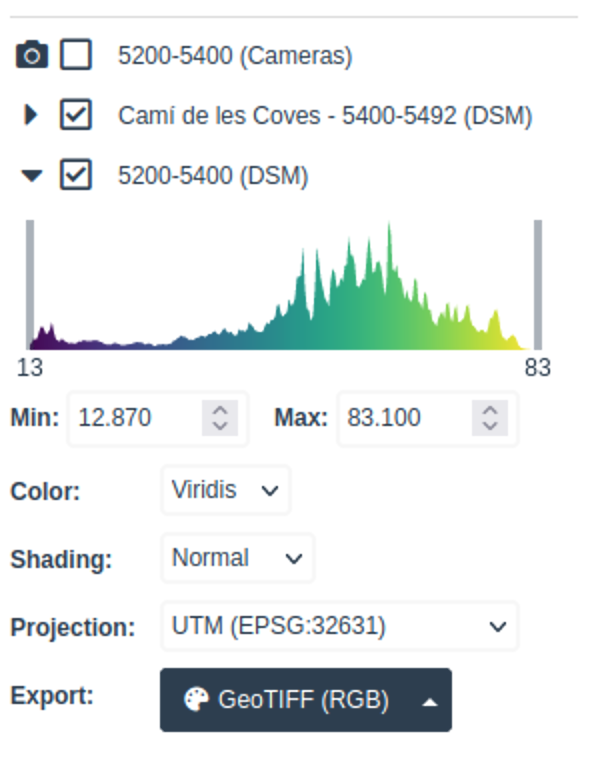 5200-5400 (Cameras)
Camí de les Coves - 5400-5492 (DSM)
5200-5400 (DSM)
13 83
Min: 12.870 Max: 83.100
Color: Viridis
Shading: Normal
Projection: UTM (EPSG:32631)
Export: GeoTIFF (RGB)